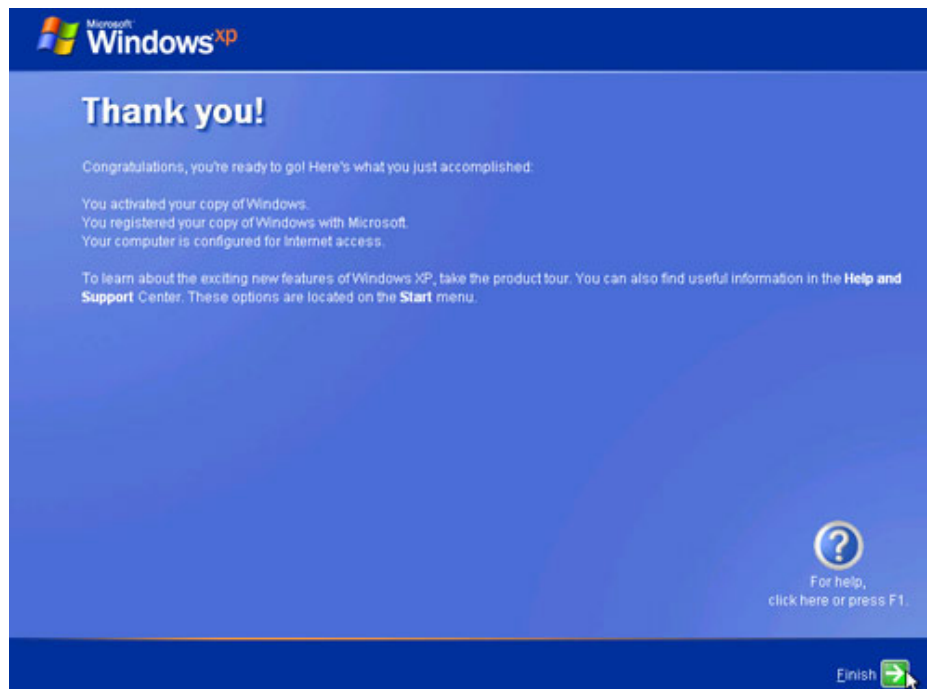 Microsoft
Windows xp
Thank you!
Congratulations, you're ready to go! Here's what you just accomplished:
You activated your copy of Windows.
You registered your copy of Windows with Microsoft.
Your computer is configured for Internet access.
To learn about the exciting new features of Windows XP, take the product tour. You can also find useful information in the Help and
Support Center. These options are located on the Start menu.
For help,
click here or press F1.
Finish